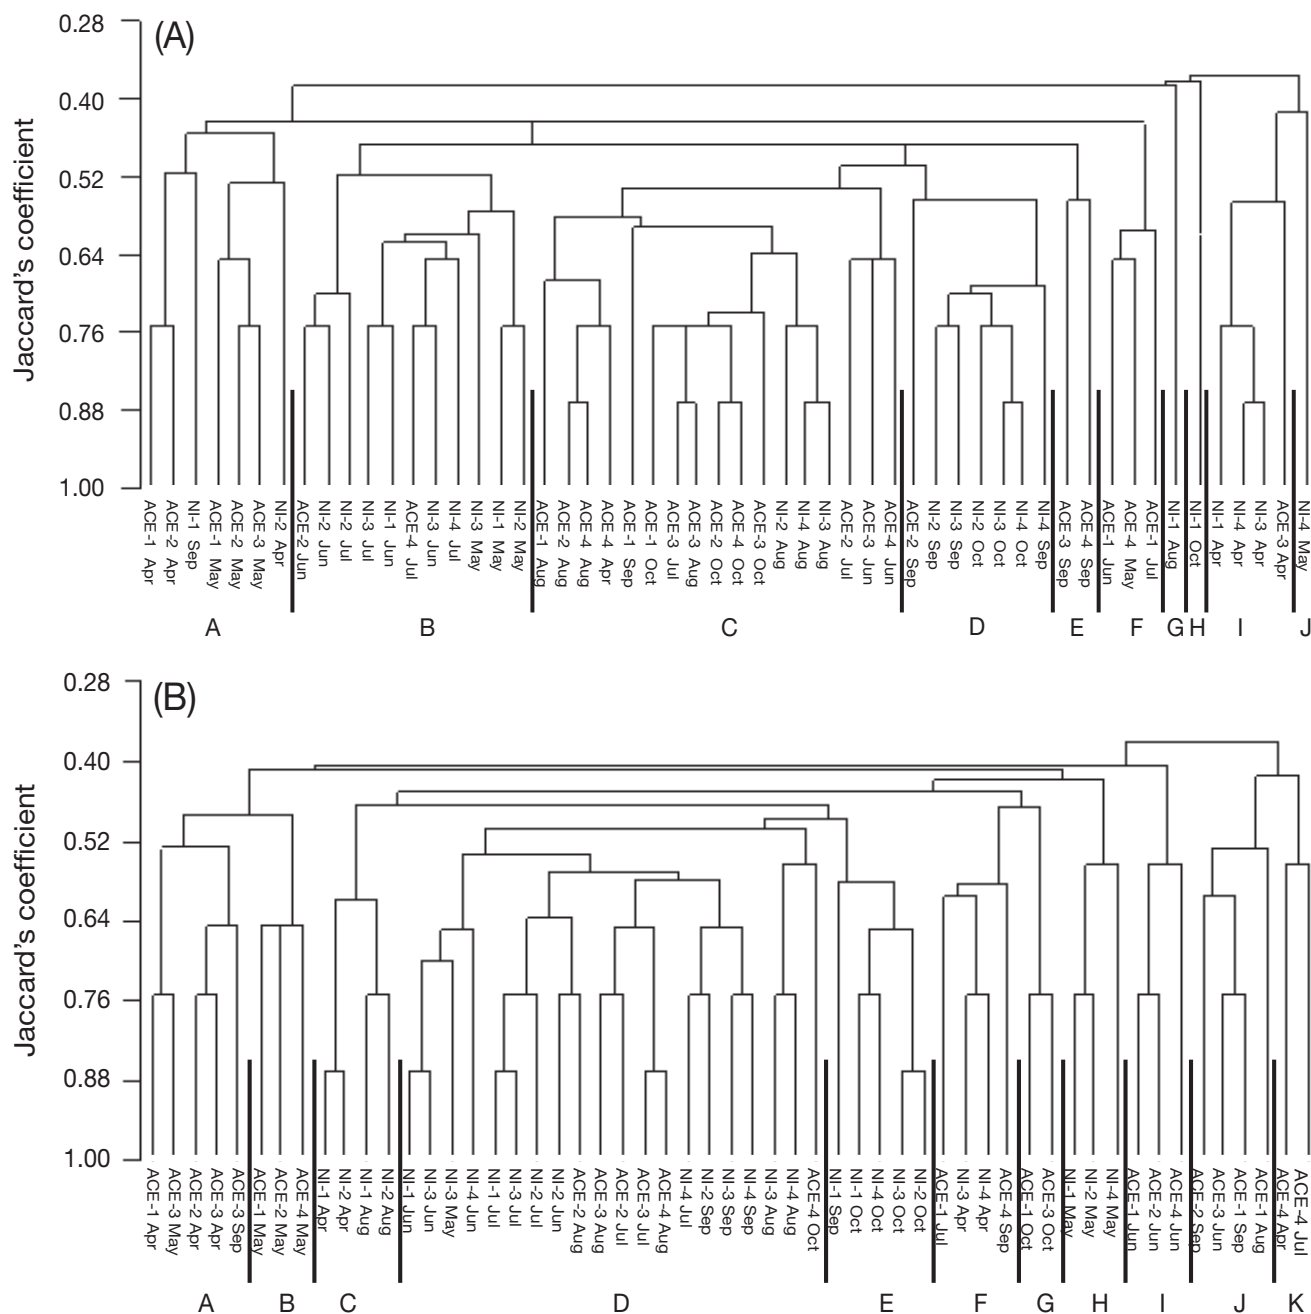 (A)
Jaccard's coefficient
0.28
0.40
0.52
0.64
0.76
0.88
1.00
ACE-1 Apr
ACE-2 Apr
NI-1 Sep
ACE-1 May
ACE-2 May
ACE-3 May
NI-2 Apr
ACE-2 Jun
NI-2 Jun
NI-2 Jul
NI-3 Jul
NI-1 Jun
ACE-4 Jul
NI-3 Jun
NI-4 Jul
NI-3 May
NI-1 May
NI-2 May
ACE-1 Aug
ACE-2 Aug
ACE-4 Aug
ACE-4 Apr
ACE-1 Sep
ACE-1 Oct
ACE-3 Jul
ACE-3 Aug
ACE-2 Oct
ACE-4 Oct
ACE-3 Oct
NI-2 Aug
NI-4 Aug
NI-3 Aug
ACE-2 Jul
ACE-3 Jun
ACE-4 Jun
ACE-2 Sep
NI-2 Sep
NI-3 Sep
NI-2 Oct
NI-3 Oct
NI-4 Oct
NI-4 Sep
ACE-3 Sep
ACE-4 Sep
ACE-1 Jun
ACE-4 May
ACE-1 Jul
NI-1 Aug
NI-1 Oct
NI-1 Apr
NI-4 Apr
NI-3 Apr
ACE-3 Apr
NI-4 May
A
B
C
D
E
F
G
H
I
J
(B)
Jaccard's coefficient
0.28
0.40
0.52
0.64
0.76
0.88
1.00
ACE-1 Apr
ACE-3 May
ACE-2 Apr
ACE-3 Apr
ACE-3 Sep
ACE-1 May
ACE-2 May
ACE-4 May
NI-1 Apr
NI-2 Apr
NI-1 Aug
NI-2 Aug
NI-1 Jun
NI-3 Jun
NI-3 May
NI-4 Jun
NI-1 Jul
NI-3 Jul
NI-2 Jul
NI-2 Jun
ACE-2 Aug
ACE-3 Aug
ACE-2 Jul
ACE-3 Jul
ACE-4 Aug
NI-4 Jul
NI-2 Sep
NI-3 Sep
NI-4 Sep
NI-3 Aug
NI-4 Aug
ACE-4 Oct
NI-1 Sep
NI-1 Oct
NI-4 Oct
NI-3 Oct
NI-2 Oct
ACE-1 Jul
NI-3 Apr
NI-4 Apr
ACE-4 Sep
ACE-1 Oct
ACE-3 Oct
NI-1 May
NI-2 May
NI-4 May
ACE-1 Jun
ACE-2 Jun
ACE-4 Jun
ACE-2 Sep
ACE-3 Jun
ACE-1 Sep
ACE-1 Aug
ACE-4 Apr
ACE-4 Jul
A
B
C
D
E
F
G
H
I
J
K